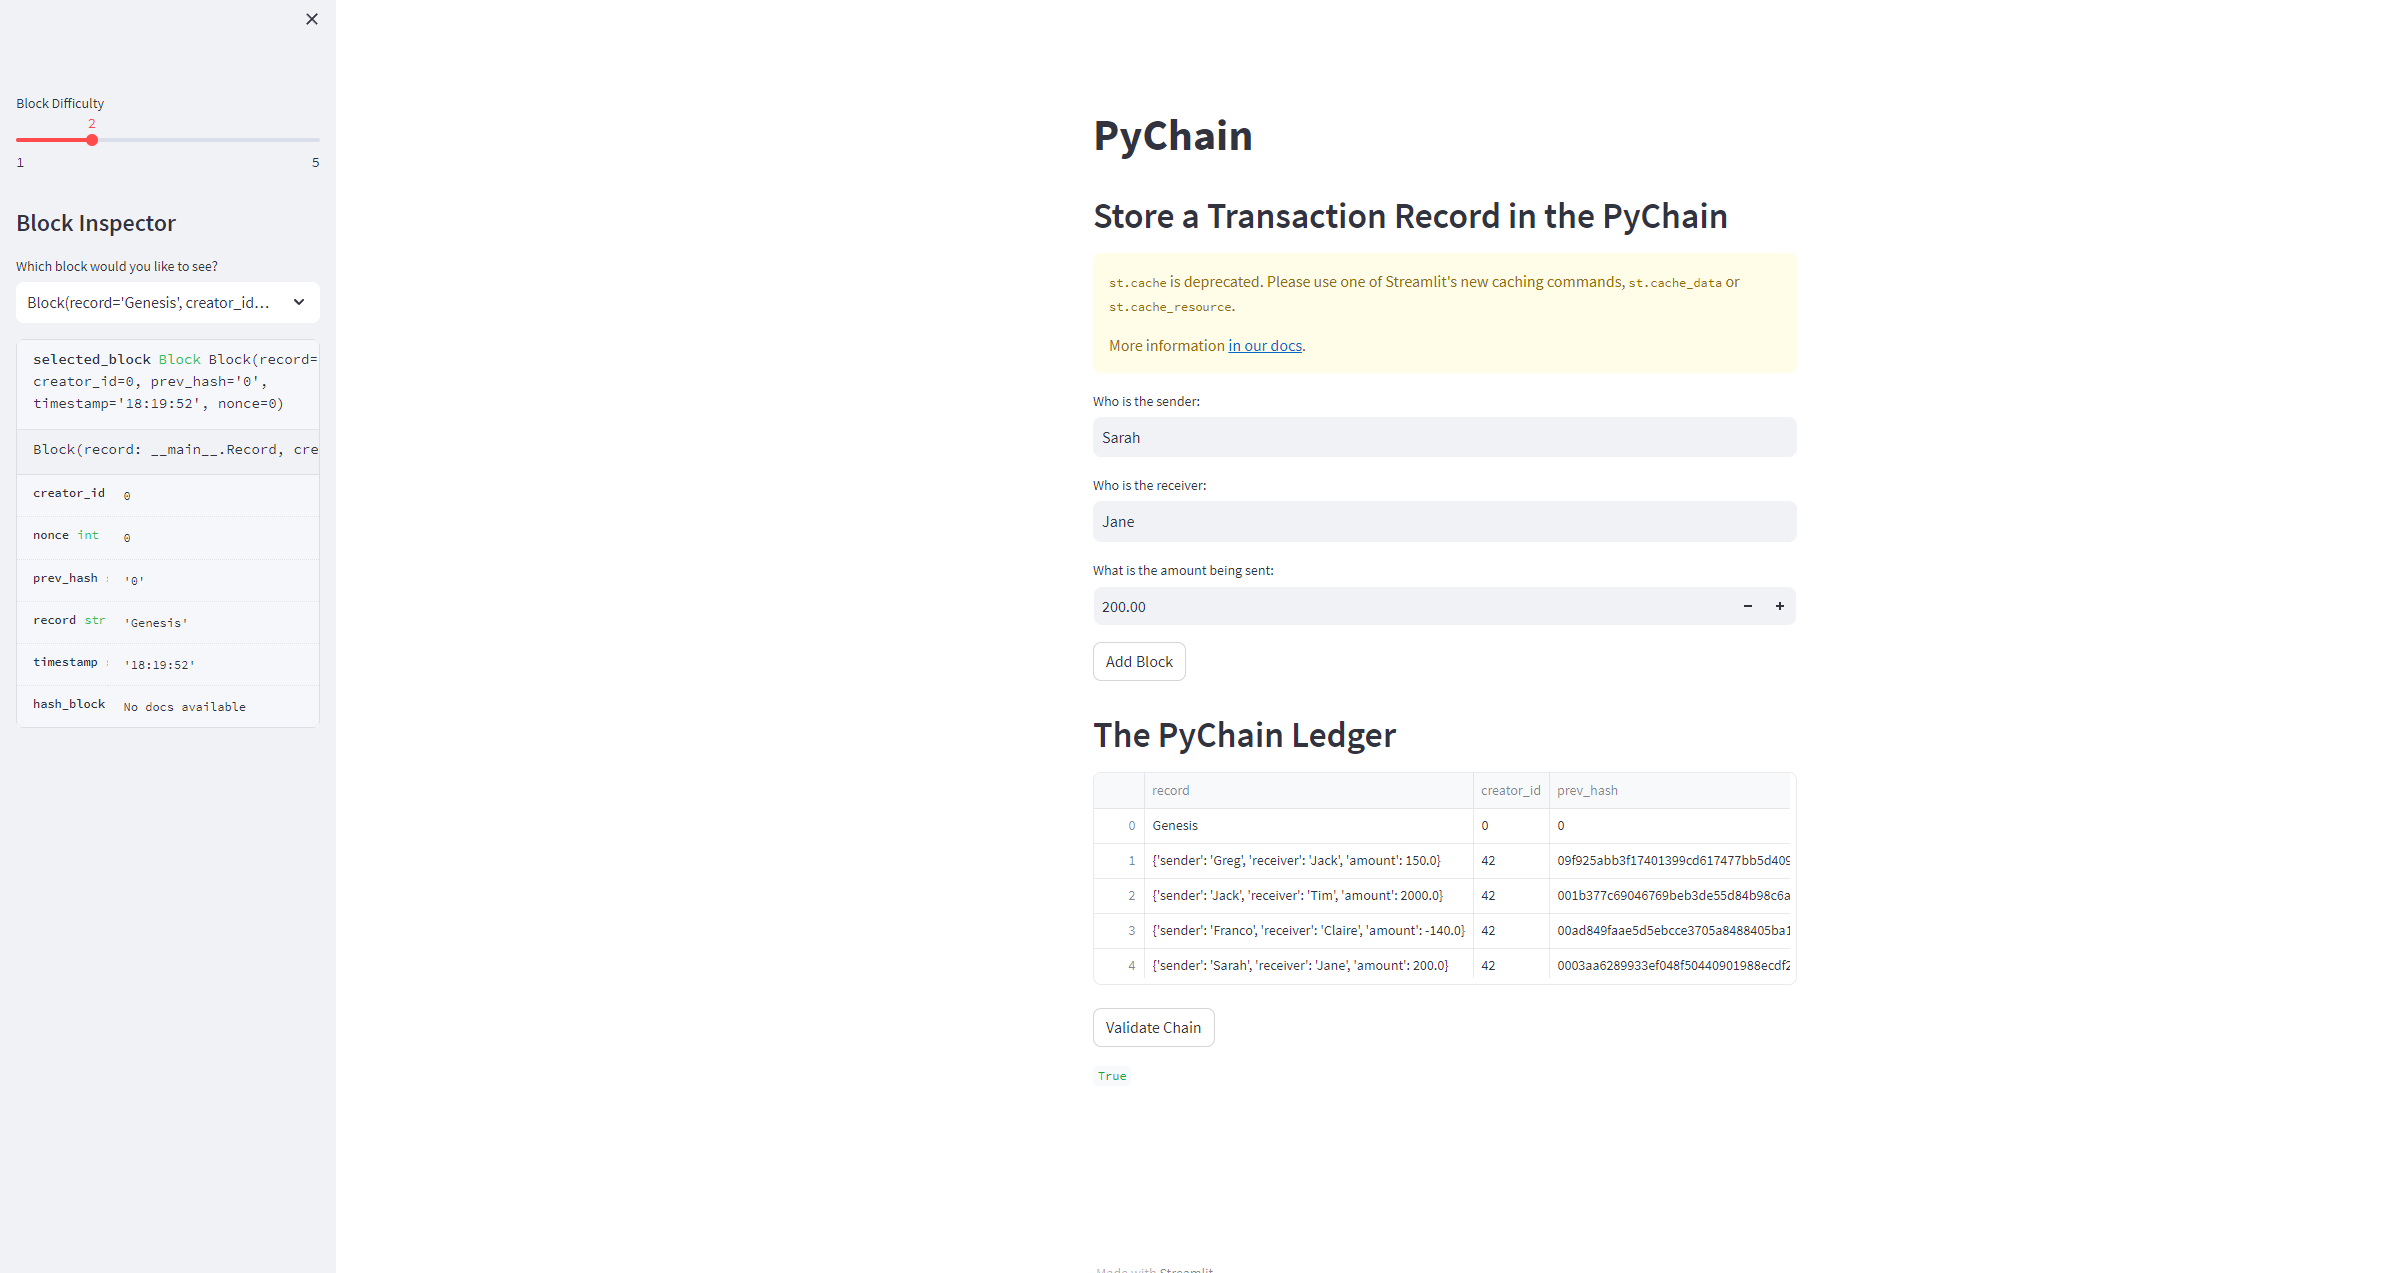 Block Difficulty
2
1 5
Block Inspector
Which block would you like to see?
Block(record='Genesis', creator_id...
selected_block Block Block(record=
creator_id=0, prev_hash='0',
timestamp='18:19:52', nonce=0)
Block(record: __main__.Record, cre
creator_id 0
nonce int 0
prev_hash '0'
record str 'Genesis'
timestamp '18:19:52'
hash_block No docs available
PyChain
Store a Transaction Record in the PyChain
st.cache is deprecated. Please use one of Streamlit's new caching commands, st.cache_data or
st.cache_resource.
More information in our docs.
Who is the sender:
Sarah
Who is the receiver:
Jane
What is the amount being sent:
200.00 − +
Add Block
The PyChain Ledger
record creator_id prev_hash
0 Genesis 0 0
1 {'sender': 'Greg', 'receiver': 'Jack', 'amount': 150.0} 42 09f925abb3f17401399cd617477bb5d409
2 {'sender': 'Jack', 'receiver': 'Tim', 'amount': 2000.0} 42 001b377c69046769beb3de55d84b98c6a
3 {'sender': 'Franco', 'receiver': 'Claire', 'amount': -140.0} 42 00ad849faae5d5ebcce3705a8488405ba1
4 {'sender': 'Sarah', 'receiver': 'Jane', 'amount': 200.0} 42 0003aa6289933ef048f50440901988ecdf2
Validate Chain
True
Made with Streamlit